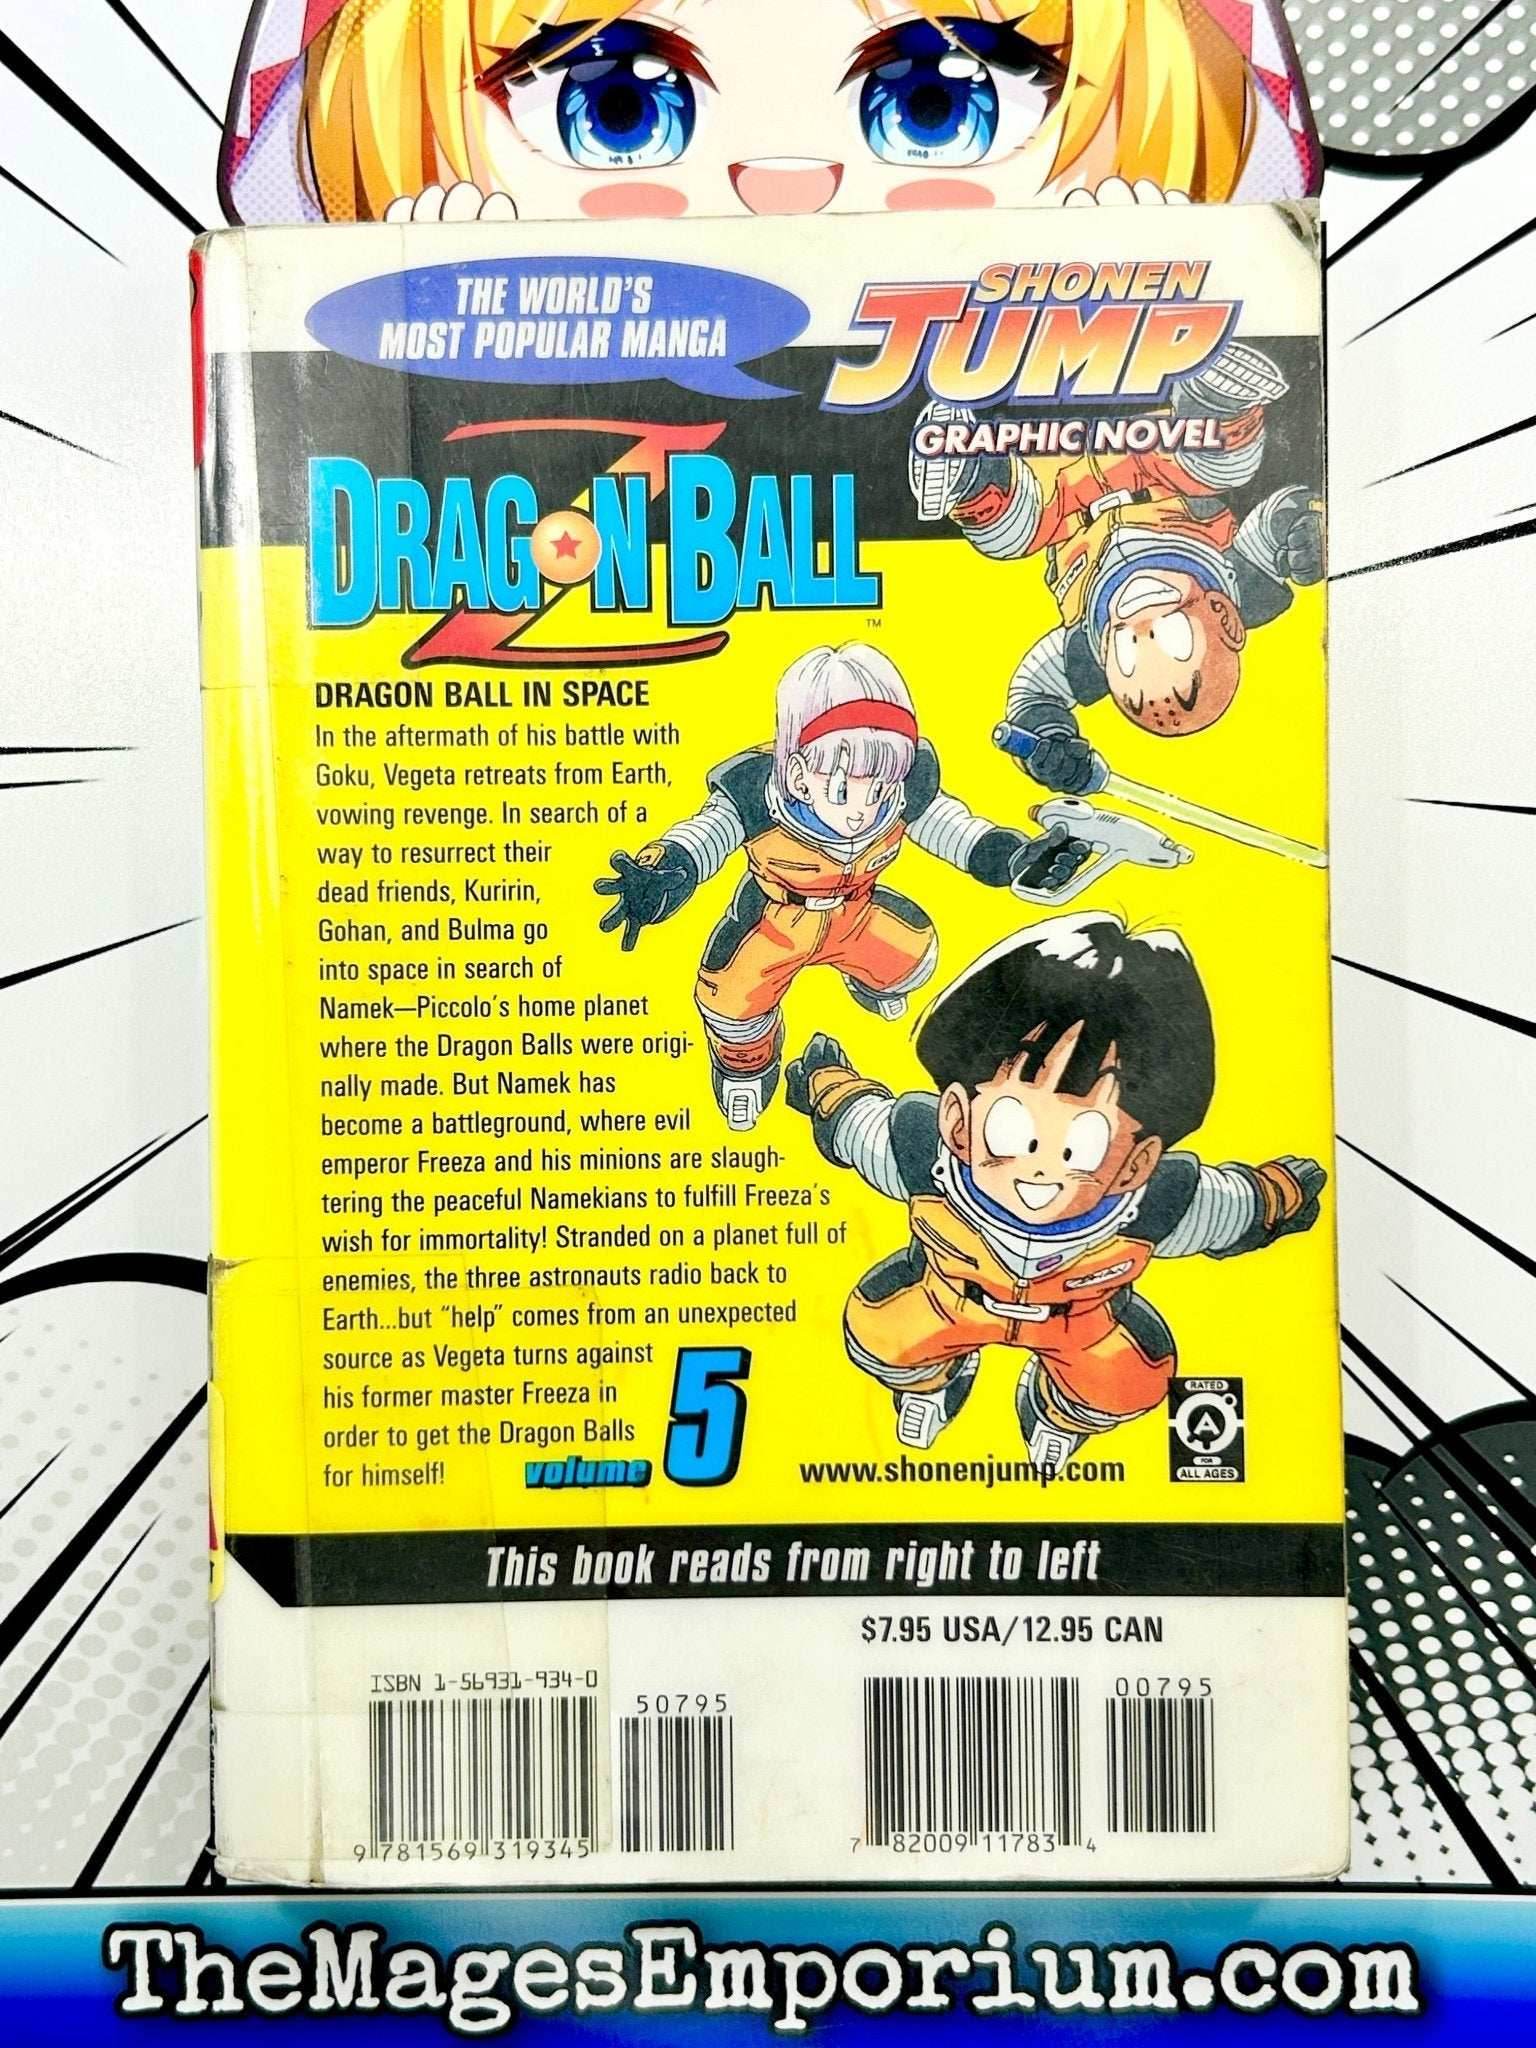 THE WORLD'S
MOST POPULAR MANGA
SHONEN
JUMP
GRAPHIC NOVEL
DRAGON BALL
Z
TM
DRAGON BALL IN SPACE
In the aftermath of his battle with
Goku, Vegeta retreats from Earth,
vowing revenge. In search of a
way to resurrect their
dead friends, Kuririn,
Gohan, and Bulma go
into space in search of
Namek—Piccolo's home planet
where the Dragon Balls were origi-
nally made. But Namek has
become a battleground, where evil
emperor Freeza and his minions are slaugh-
tering the peaceful Namekians to fulfill Freeza's
wish for immortality! Stranded on a planet full of
enemies, the three astronauts radio back to
Earth...but "help" comes from an unexpected
source as Vegeta turns against
his former master Freeza in
order to get the Dragon Balls
for himself!
volume 5
www.shonenjump.com
RATED
A
FOR
ALL AGES
This book reads from right to left
$7.95 USA/12.95 CAN
ISBN 1-56931-934-0
50795
9 781569 319345
00795
7 82009 11783 4
TheMagesEmporium.com